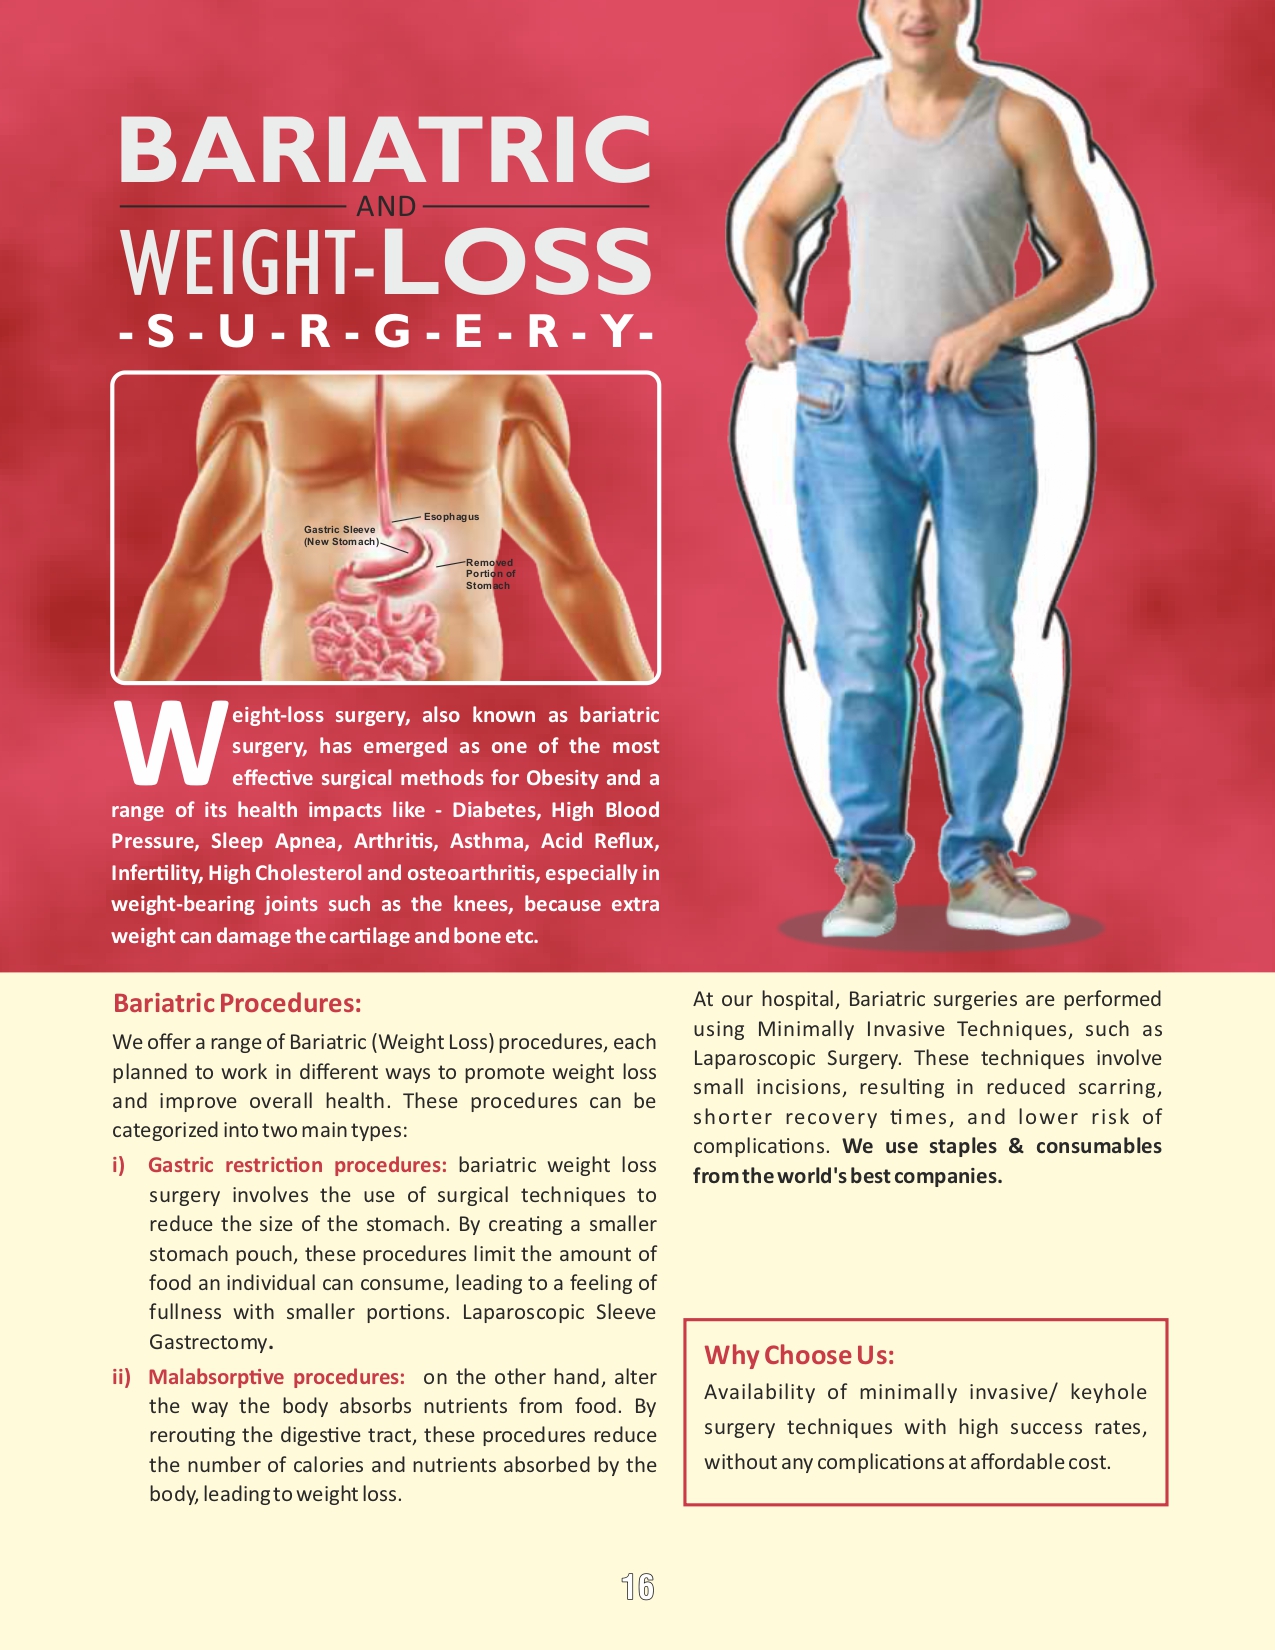 BARIATRIC
AND
WEIGHT-LOSS
-S-U-R-G-E-R-Y-
Esophagus
Gastric Sleeve
(New Stomach)
Removed
Portion of
Stomach
Weight-loss surgery, also known as bariatric
surgery, has emerged as one of the most
effective surgical methods for Obesity and a
range of its health impacts like - Diabetes, High Blood
Pressure, Sleep Apnea, Arthritis, Asthma, Acid Reflux,
Infertility, High Cholesterol and osteoarthritis, especially in
weight-bearing joints such as the knees, because extra
weight can damage the cartilage and bone etc.
Bariatric Procedures:
We offer a range of Bariatric (Weight Loss) procedures, each
planned to work in different ways to promote weight loss
and improve overall health. These procedures can be
categorized into two main types:
i) Gastric restriction procedures: bariatric weight loss
surgery involves the use of surgical techniques to
reduce the size of the stomach. By creating a smaller
stomach pouch, these procedures limit the amount of
food an individual can consume, leading to a feeling of
fullness with smaller portions. Laparoscopic Sleeve
Gastrectomy.
ii) Malabsorptive procedures: on the other hand, alter
the way the body absorbs nutrients from food. By
rerouting the digestive tract, these procedures reduce
the number of calories and nutrients absorbed by the
body, leading to weight loss.
At our hospital, Bariatric surgeries are performed
using Minimally Invasive Techniques, such as
Laparoscopic Surgery. These techniques involve
small incisions, resulting in reduced scarring,
shorter recovery times, and lower risk of
complications. We use staples & consumables
from the world's best companies.
Why Choose Us:
Availability of minimally invasive/ keyhole
surgery techniques with high success rates,
without any complications at affordable cost.
16